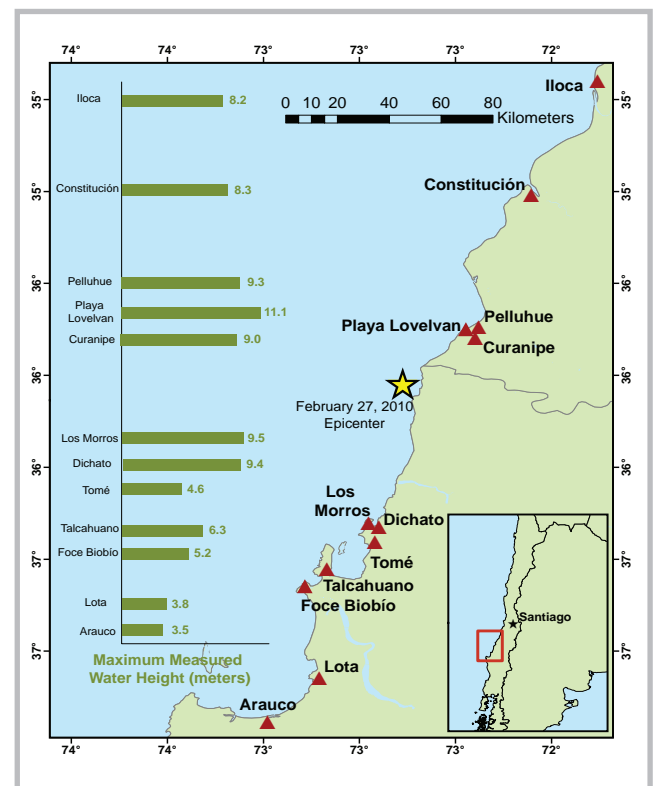 74° 74° 73° 73° 72°
Iloca
8.2
Iloca
0 10 20 40 60 80
Kilometers
35°
35°
Constitución
8.3
Constitución
35°
35°
Pelluhue
9.3
36°
36°
Playa
Lovelvan
11.1
Curanipe
9.0
Playa Lovelvan
Pelluhue
Curanipe
36°
36°
February 27, 2010
Epicenter
Los Morros
9.5
Dichato
9.4
Tomé
4.6
36°
36°
Los
Morros
Dichato
Tomé
Talcahuano
6.3
Foce Biobío
5.2
37°
37°
Talcahuano
Foce Biobío
Lota
3.8
Arauco
3.5
37°
37°
Maximum Measured
Water Height (meters)
Lota
Arauco
Santiago
74° 74° 73° 73° 72°